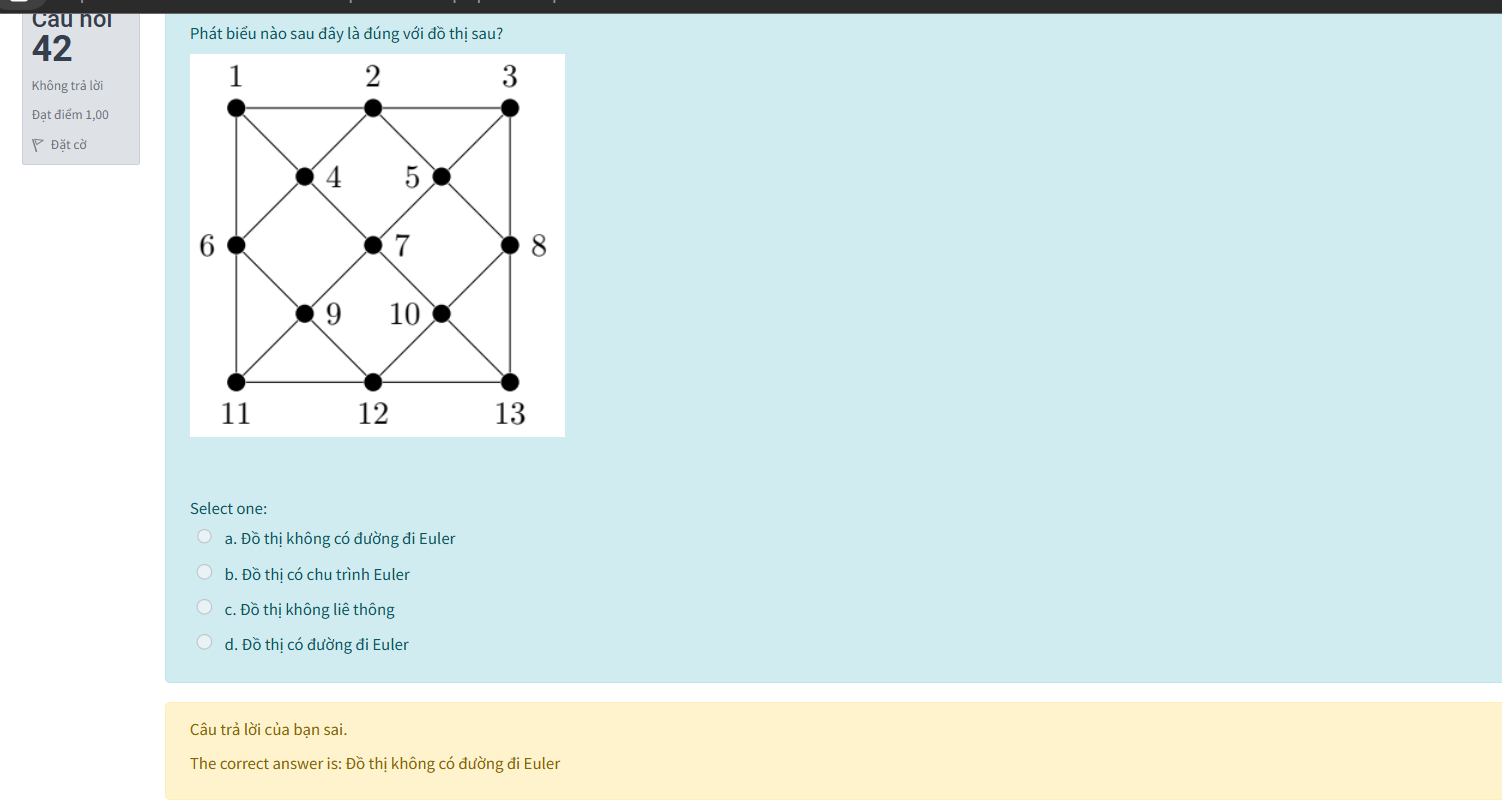 Câu hỏi
42
Không trả lời
Đạt điểm 1,00
Đặt cờ
Phát biểu nào sau đây là đúng với đồ thị sau?
1 2 3
4 5
6 7 8
9 10
11 12 13
Select one:
a. Đồ thị không có đường đi Euler
b. Đồ thị có chu trình Euler
c. Đồ thị không liê thông
d. Đồ thị có đường đi Euler
Câu trả lời của bạn sai.
The correct answer is: Đồ thị không có đường đi Euler